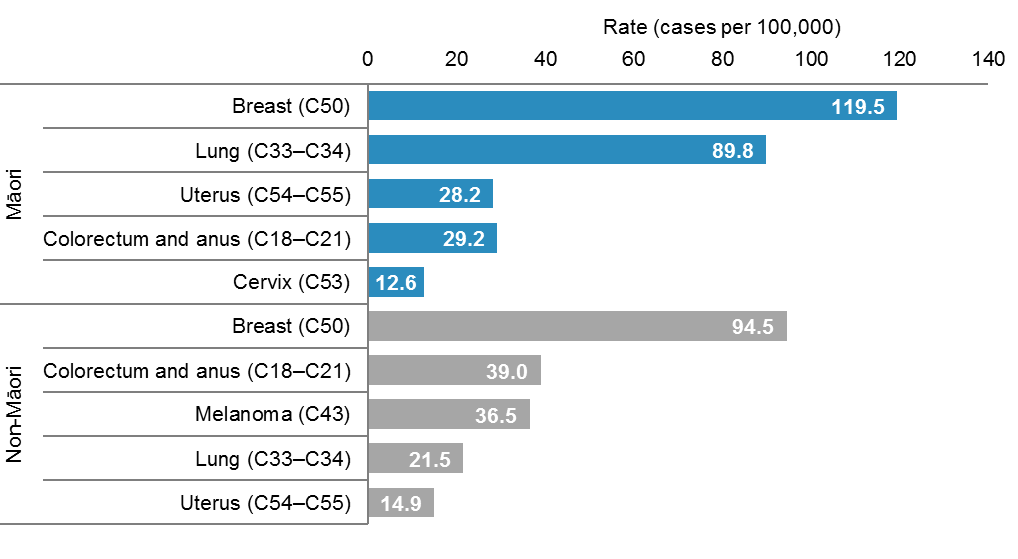 Rate (cases per 100,000)
0 20 40 60 80 100 120 140
Māori
Breast (C50) 119.5
Lung (C33–C34) 89.8
Uterus (C54–C55) 28.2
Colorectum and anus (C18–C21) 29.2
Cervix (C53) 12.6
Non-Māori
Breast (C50) 94.5
Colorectum and anus (C18–C21) 39.0
Melanoma (C43) 36.5
Lung (C33–C34) 21.5
Uterus (C54–C55) 14.9